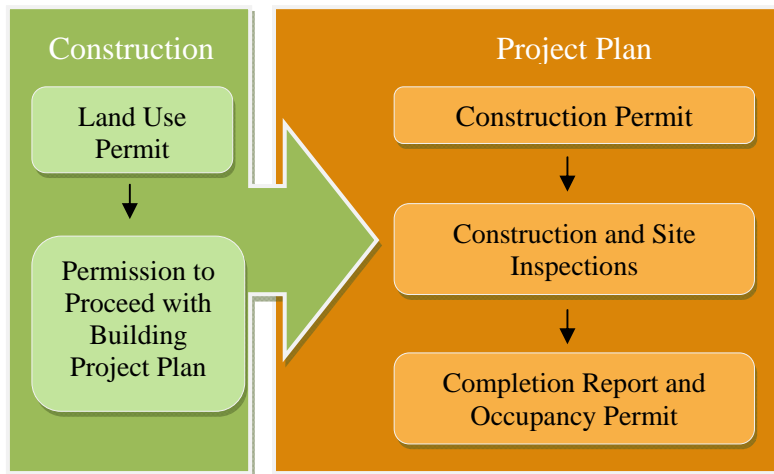 Construction
Land Use
Permit
Permission to
Proceed with
Building
Project Plan
Project Plan
Construction Permit
Construction and Site
Inspections
Completion Report and
Occupancy Permit